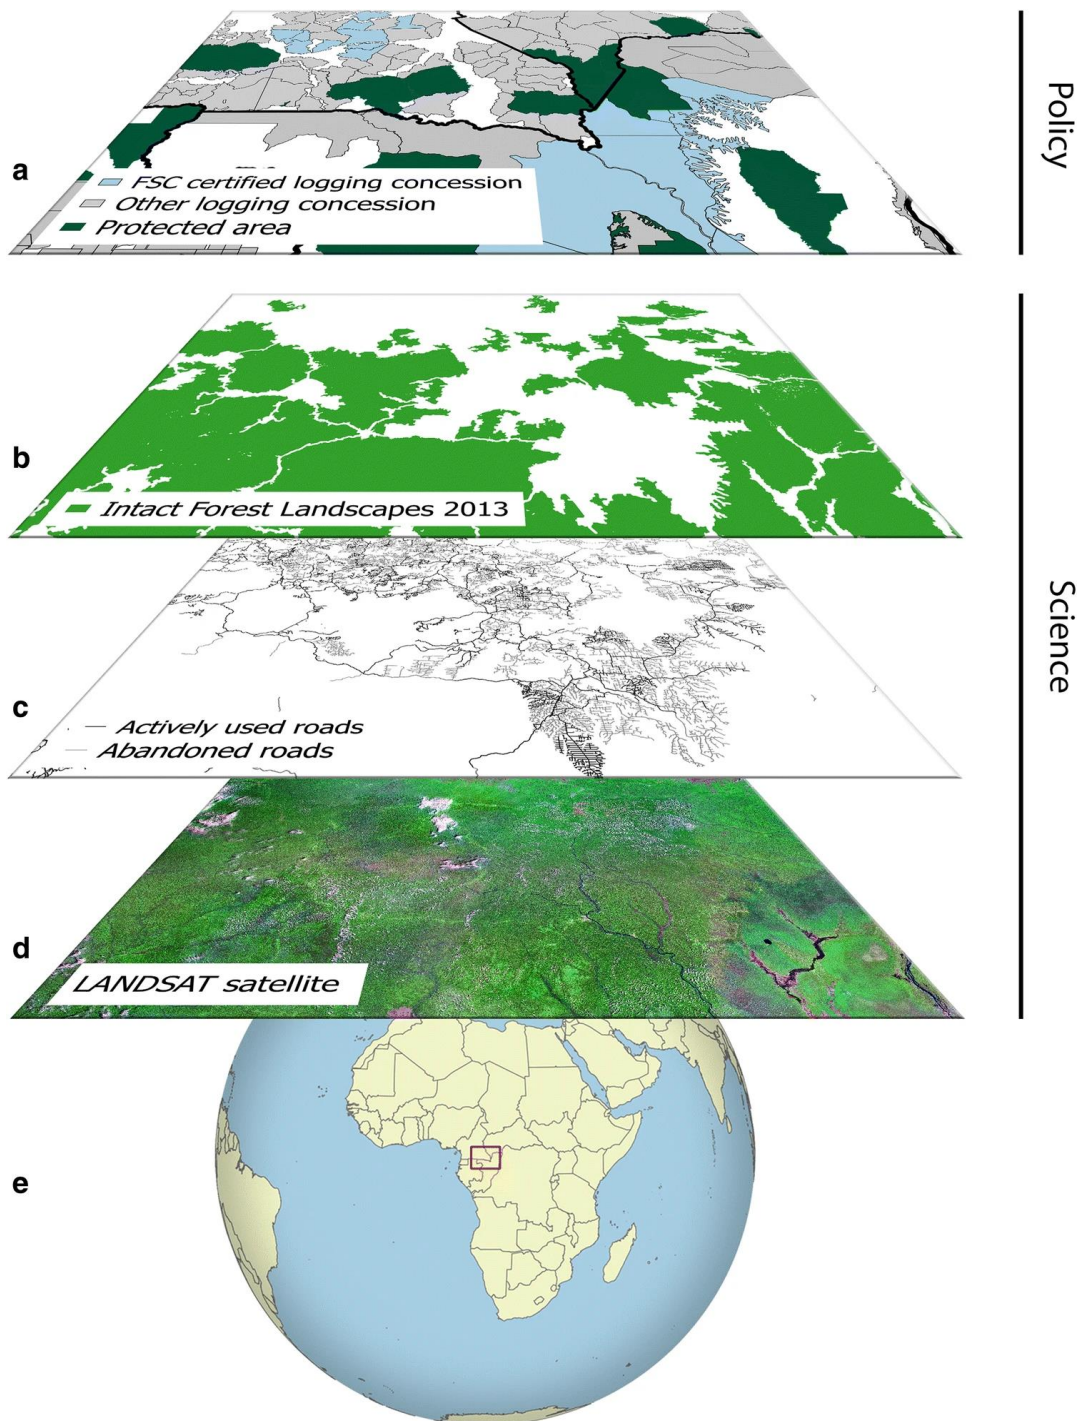 Policy
a
FSC certified logging concession
Other logging concession
Protected area
b
Intact Forest Landscapes 2013
Science
c
Actively used roads
Abandoned roads
d
LANDSAT satellite
e